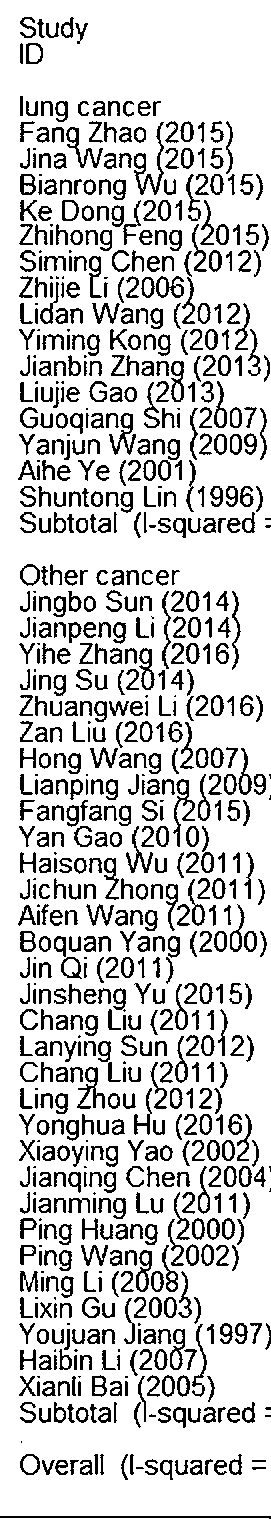 Study
ID
lung cancer
Fang Zhao (2015)
Jina Wang (2015)
Bianrong Wu (2015)
Ke Dong (2015)
Zhihong Feng (2015)
Siming Chen (2012)
Zhijie Li (2006)
Lidan Wang (2012)
Yiming Kong (2012)
Jianbin Zhang (2013)
Liujie Gao (2013)
Guoqiang Shi (2007)
Yanjun Wang (2009)
Aihe Ye (2001)
Shuntong Lin (1996)
Subtotal (I-squared =
Other cancer
Jingbo Sun (2014)
Jianpeng Li (2014)
Yihe Zhang (2016)
Jing Su (2014)
Zhuangwei Li (2016)
Zan Liu (2016)
Hong Wang (2007)
Lianping Jiang (2009)
Fangfang Si (2015)
Yan Gao (2010)
Haisong Wu (2011)
Jichun Zhong (2011)
Aifen Wang (2011)
Boquan Yang (2000)
Jin Qi (2011)
Jinsheng Yu (2015)
Chang Liu (2011)
Lanying Sun (2012)
Chang Liu (2011)
Ling Zhou (2012)
Yonghua Hu (2016)
Xiaoying Yao (2002)
Jianqing Chen (2004)
Jianming Lu (2011)
Ping Huang (2000)
Ping Wang (2002)
Ming Li (2008)
Lixin Gu (2003)
Youjuan Jiang (1997)
Haibin Li (2007)
Xianli Bai (2005)
Subtotal (I-squared =
.
Overall (I-squared =